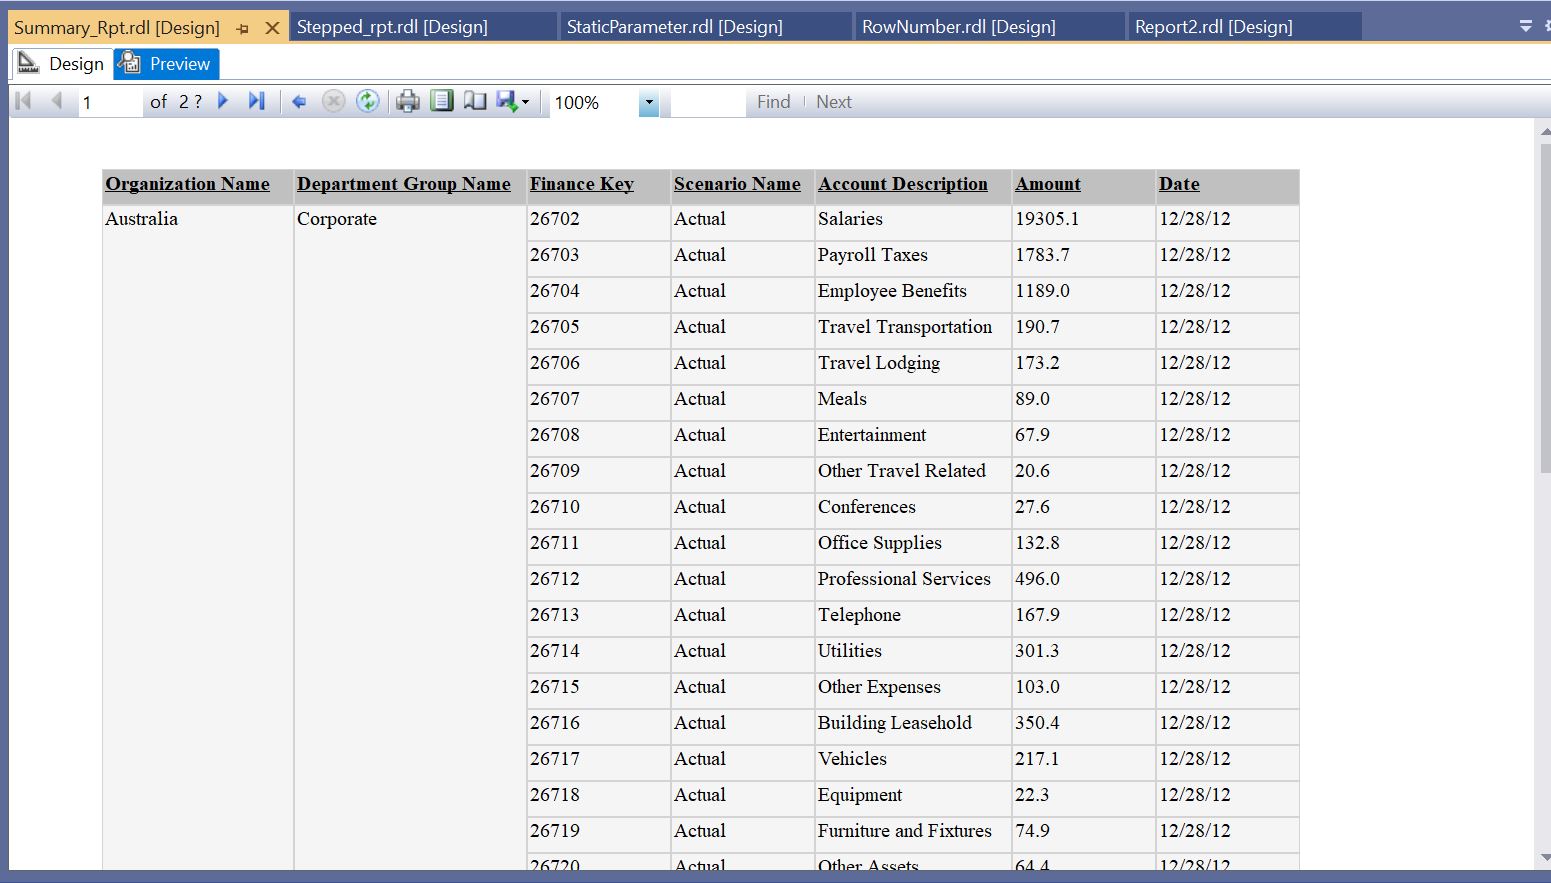 Summary_Rpt.rdl [Design] Stepped_rpt.rdl [Design] StaticParameter.rdl [Design] RowNumber.rdl [Design] Report2.rdl [Design]
Design Preview
1 of 2 ? 100% Find Next
Organization Name Department Group Name Finance Key Scenario Name Account Description Amount Date
Australia Corporate 26702 Actual Salaries 19305.1 12/28/12
26703 Actual Payroll Taxes 1783.7 12/28/12
26704 Actual Employee Benefits 1189.0 12/28/12
26705 Actual Travel Transportation 190.7 12/28/12
26706 Actual Travel Lodging 173.2 12/28/12
26707 Actual Meals 89.0 12/28/12
26708 Actual Entertainment 67.9 12/28/12
26709 Actual Other Travel Related 20.6 12/28/12
26710 Actual Conferences 27.6 12/28/12
26711 Actual Office Supplies 132.8 12/28/12
26712 Actual Professional Services 496.0 12/28/12
26713 Actual Telephone 167.9 12/28/12
26714 Actual Utilities 301.3 12/28/12
26715 Actual Other Expenses 103.0 12/28/12
26716 Actual Building Leasehold 350.4 12/28/12
26717 Actual Vehicles 217.1 12/28/12
26718 Actual Equipment 22.3 12/28/12
26719 Actual Furniture and Fixtures 74.9 12/28/12
26720 Actual Other Assets 64.4 12/28/12